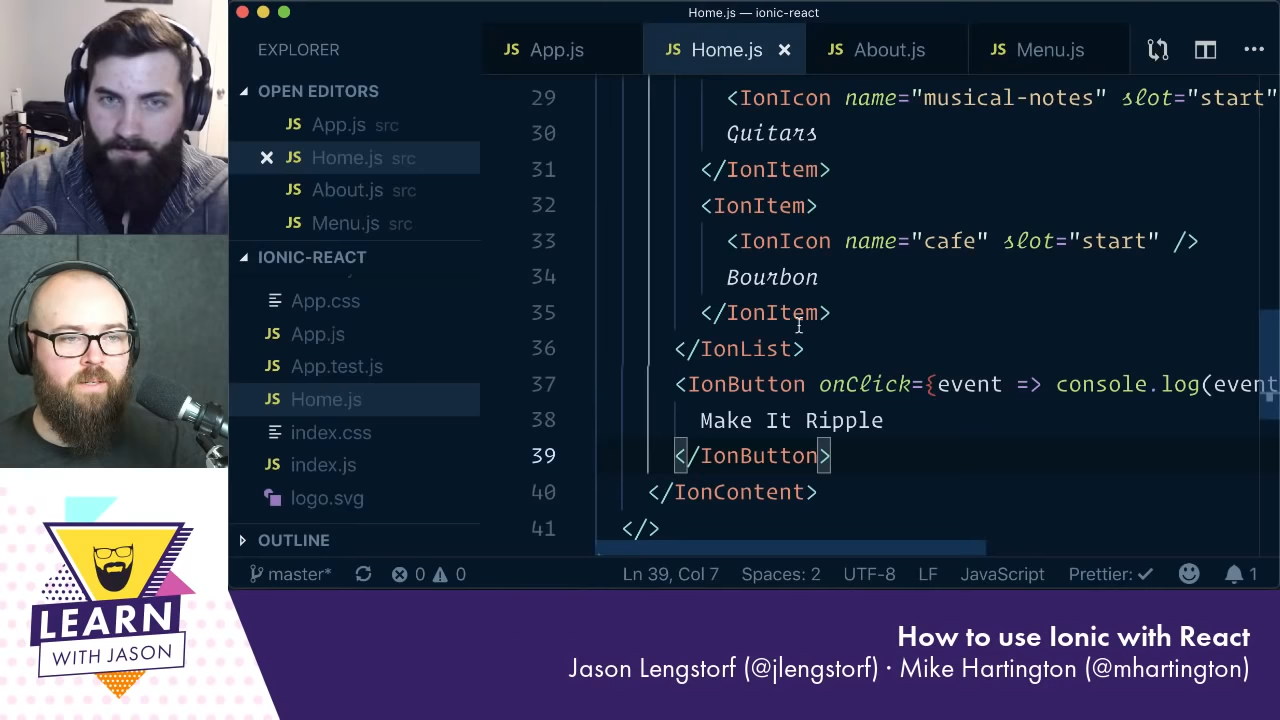 Home.js — ionic-react
EXPLORER
OPEN EDITORS
JS App.js src
JS Home.js src
JS About.js src
JS Menu.js src
IONIC-REACT
App.css
JS App.js
JS App.test.js
JS Home.js
index.css
JS index.js
logo.svg
OUTLINE
JS App.js
JS Home.js
JS About.js
JS Menu.js
29 <IonIcon name="musical-notes" slot="start"
30 Guitars
31 </IonItem>
32 <IonItem>
33 <IonIcon name="cafe" slot="start" />
34 Bourbon
35 </IonItem>
36 </IonList>
37 <IonButton onClick={event => console.log(event
38 Make It Ripple
39 </IonButton>
40 </IonContent>
41 </>
master* 0 0 Ln 39, Col 7 Spaces: 2 UTF-8 LF JavaScript Prettier: ✓ 1
LEARN
WITH JASON
How to use Ionic with React
Jason Lengstorf (@jlengstorf) · Mike Hartington (@mhartington)